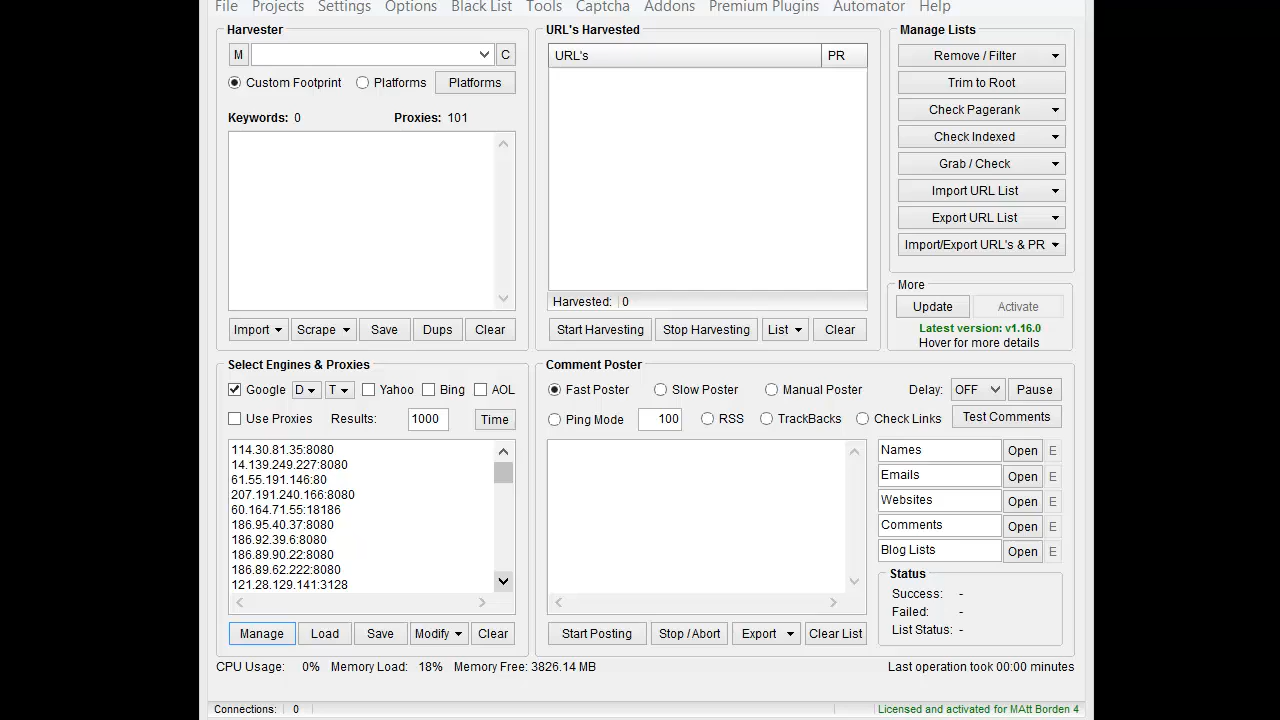 File Projects Settings Options Black List Tools Captcha Addons Premium Plugins Automator Help
Harvester
M C
Custom Footprint Platforms Platforms
Keywords: 0 Proxies: 101
Import Scrape Save Dups Clear
URL's Harvested
URL's PR
Harvested: 0
Start Harvesting Stop Harvesting List Clear
Manage Lists
Remove / Filter
Trim to Root
Check Pagerank
Check Indexed
Grab / Check
Import URL List
Export URL List
Import/Export URL's & PR
More
Update Activate
Latest version: v1.16.0
Hover for more details
Select Engines & Proxies
Google D T Yahoo Bing AOL
Use Proxies Results: 1000 Time
114.30.81.35:8080
14.139.249.227:8080
61.55.191.146:80
207.191.240.166:8080
60.164.71.55:18186
186.95.40.37:8080
186.92.39.6:8080
186.89.90.22:8080
186.89.62.222:8080
121.28.129.141:3128
Manage Load Save Modify Clear
Comment Poster
Fast Poster Slow Poster Manual Poster Delay: OFF Pause
Ping Mode 100 RSS TrackBacks Check Links Test Comments
Names Open E
Emails Open E
Websites Open E
Comments Open E
Blog Lists Open E
Status
Success: -
Failed: -
List Status: -
Start Posting Stop / Abort Export Clear List
CPU Usage: 0% Memory Load: 18% Memory Free: 3826.14 MB Last operation took 00:00 minutes
Connections: 0 Licensed and activated for MAtt Borden 4